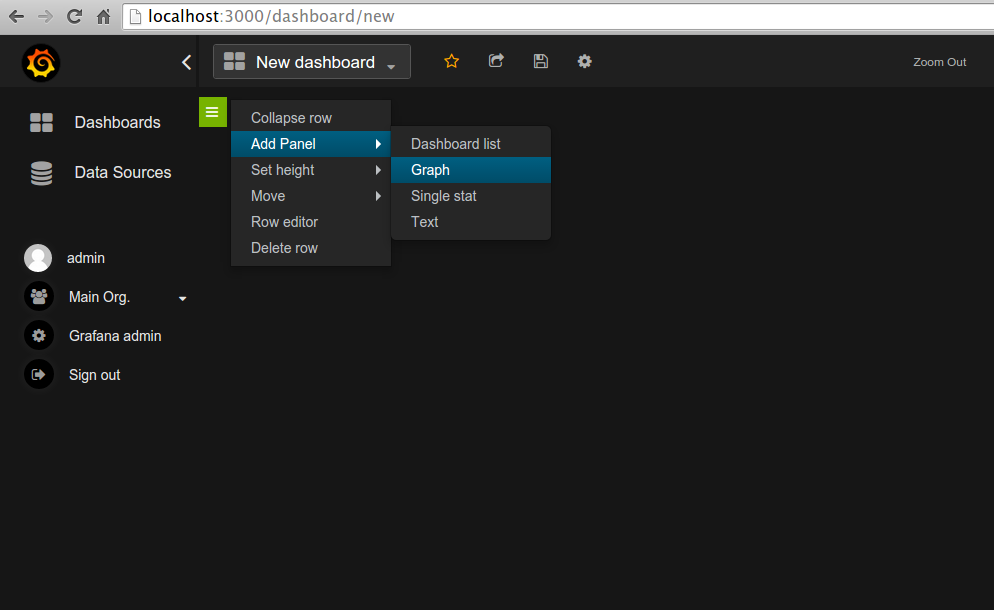 localhost:3000/dashboard/new
New dashboard
Zoom Out
Dashboards
Data Sources
admin
Main Org.
Grafana admin
Sign out
Collapse row
Add Panel
Set height
Move
Row editor
Delete row
Dashboard list
Graph
Single stat
Text